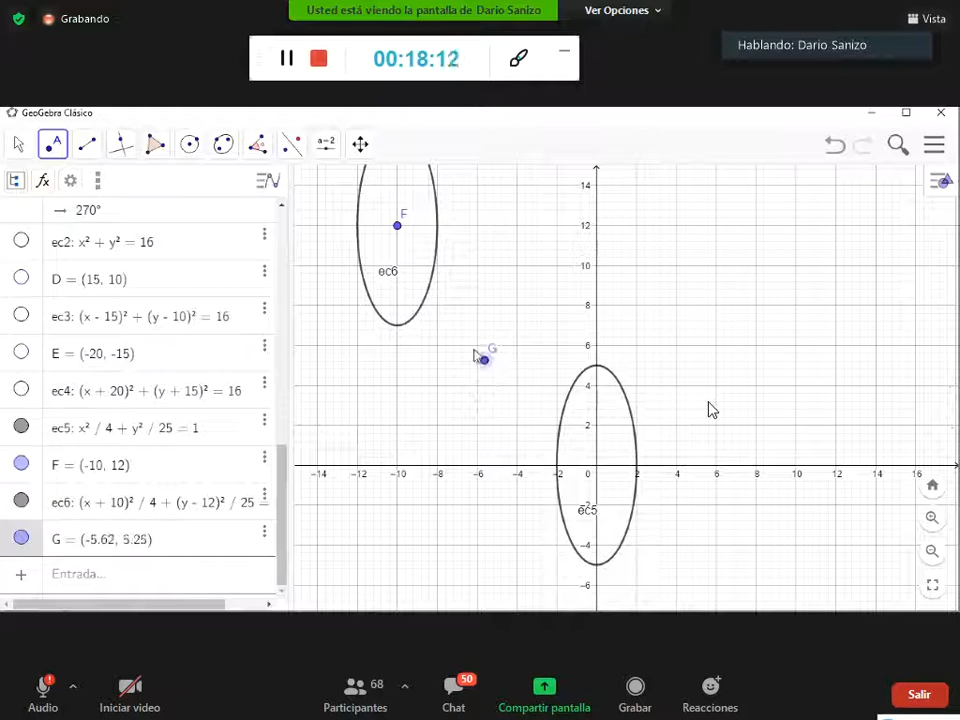 Grabando
Usted está viendo la pantalla de Dario Sanizo
Ver Opciones
Vista
Hablando: Dario Sanizo
00:18:12
GeoGebra Clásico
A
a=2
fx
N
→ 270°
ec2: x² + y² = 16
D = (15, 10)
ec3: (x - 15)² + (y - 10)² = 16
E = (-20, -15)
ec4: (x + 20)² + (y + 15)² = 16
ec5: x² / 4 + y² / 25 = 1
F = (-10, 12)
ec6: (x + 10)² / 4 + (y - 12)² / 25 =
G = (-5.62, 5.25)
+ Entrada...
F
ec6
G
ec5
14
12
10
8
6
4
2
0
−2
−4
−6
−14 −12 −10 −8 −6 −4 −2 2 4 6 8 10 12 14 16
Audio
Iniciar video
68
Participantes
50
Chat
Compartir pantalla
Grabar
Reacciones
Salir